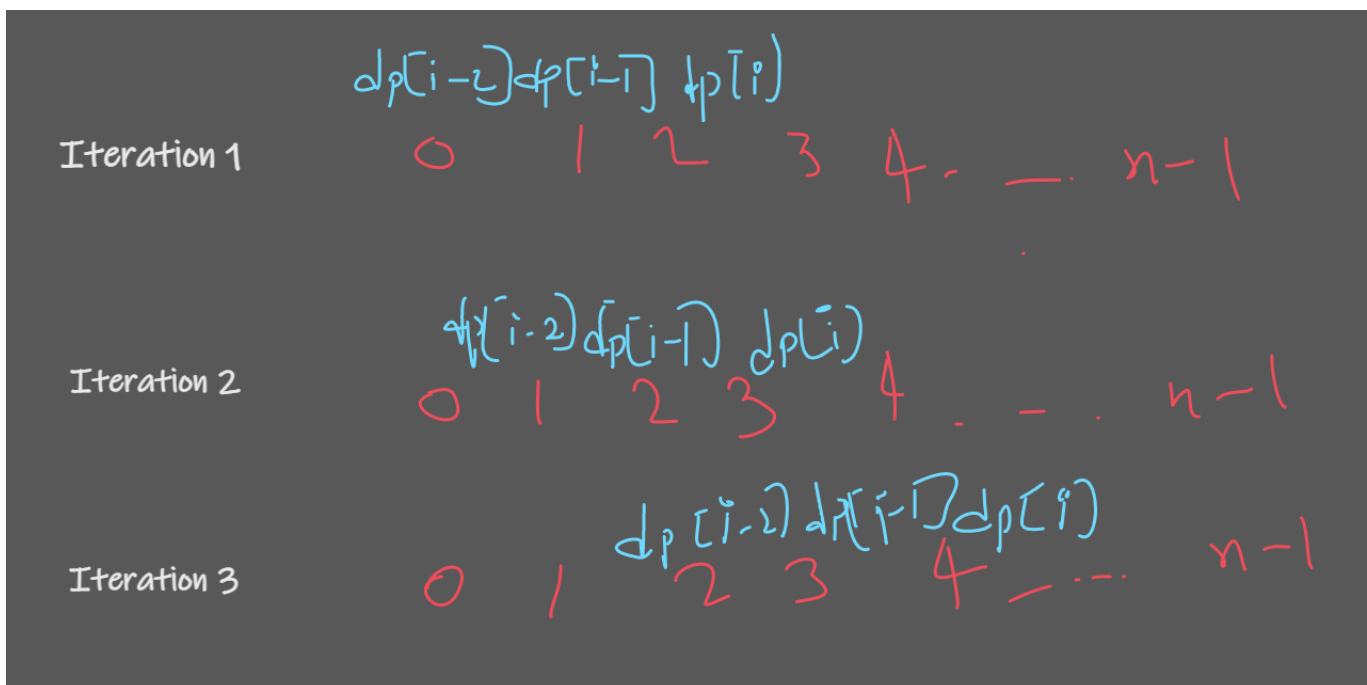 dp[i-2] dp[i-1] dp[i]
Iteration 1 0 1 2 3 4 . — . n-1
dp[i-2) dp[i-1) dp[i)
Iteration 2 0 1 2 3 4 . - . n-1
dp[i-2) dp[i-1] dp[i)
Iteration 3 0 1 2 3 4 — ... n-1